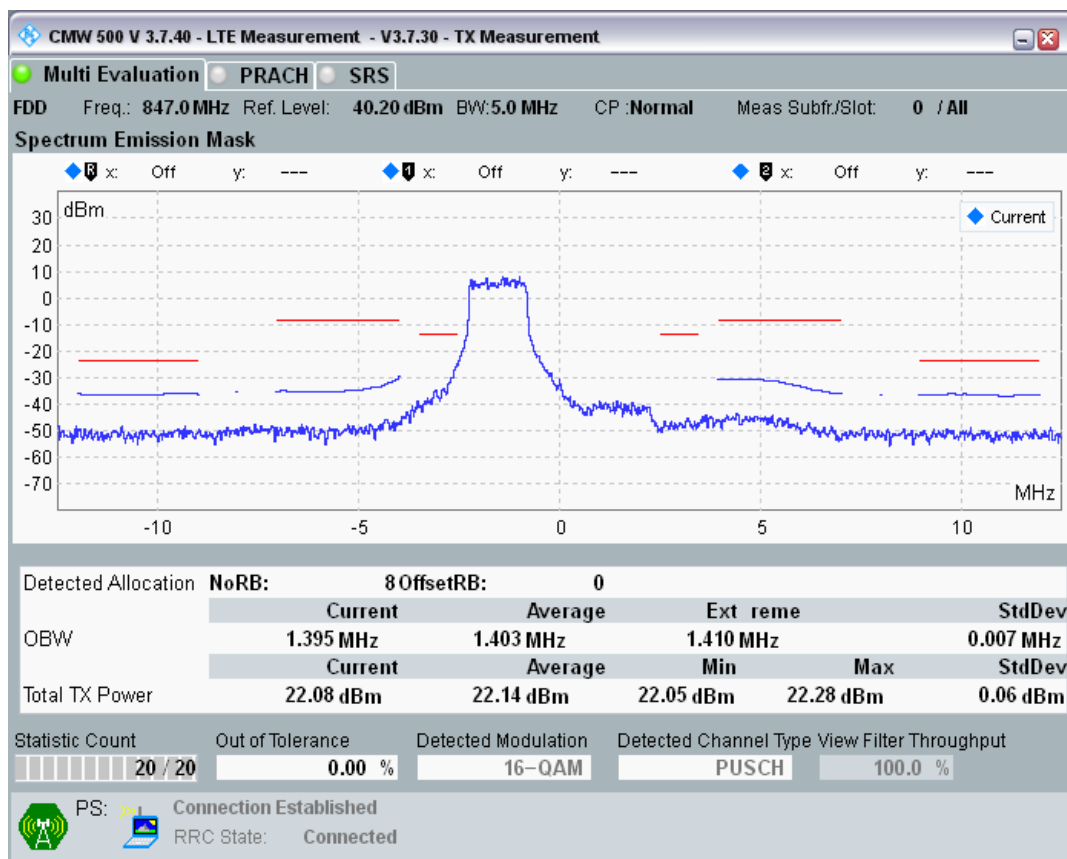 CMW 500 V 3.7.40 - LTE Measurement - V3.7.30 - TX Measurement
Multi Evaluation PRACH SRS
FDD Freq.: 847.0 MHz Ref. Level: 40.20 dBm BW:5.0 MHz CP :Normal Meas Subfr./Slot: 0 / All
Spectrum Emission Mask
R x: Off y: --- 1 x: Off y: --- 2 x: Off y: ---
dBm
Current
30
20
10
0
-10
-20
-30
-40
-50
-60
-70
MHz
-10 -5 0 5 10
Detected Allocation NoRB: 8 OffsetRB: 0
Current Average Ext reme StdDev
OBW 1.395 MHz 1.403 MHz 1.410 MHz 0.007 MHz
Current Average Min Max StdDev
Total TX Power 22.08 dBm 22.14 dBm 22.05 dBm 22.28 dBm 0.06 dBm
Statistic Count Out of Tolerance Detected Modulation Detected Channel Type View Filter Throughput
20 / 20 0.00 % 16-QAM PUSCH 100.0 %
PS: Connection Established
RRC State: Connected